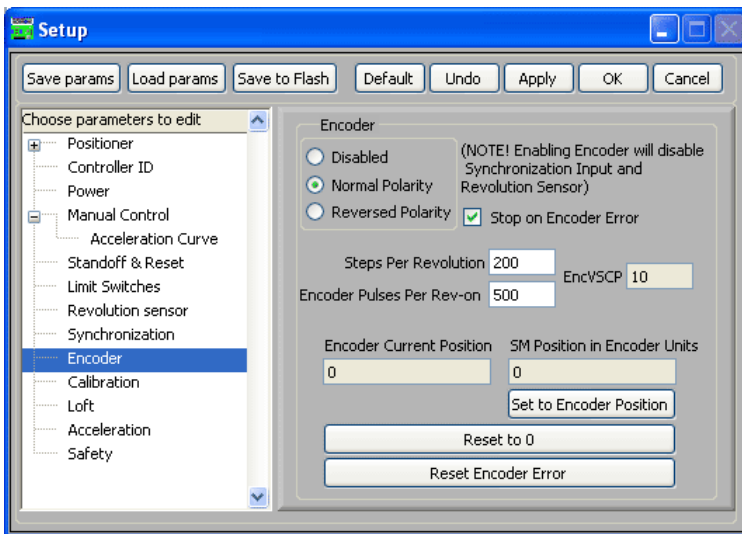 Setup
Save params Load params Save to Flash Default Undo Apply OK Cancel
Choose parameters to edit
Positioner
Controller ID
Power
Manual Control
Acceleration Curve
Standoff & Reset
Limit Switches
Revolution sensor
Synchronization
Encoder
Calibration
Loft
Acceleration
Safety
Encoder
Disabled
Normal Polarity
Reversed Polarity
(NOTE! Enabling Encoder will disable
Synchronization Input and
Revolution Sensor)
Stop on Encoder Error
Steps Per Revolution 200
EncVSCP 10
Encoder Pulses Per Rev-on 500
Encoder Current Position SM Position in Encoder Units
0 0
Set to Encoder Position
Reset to 0
Reset Encoder Error